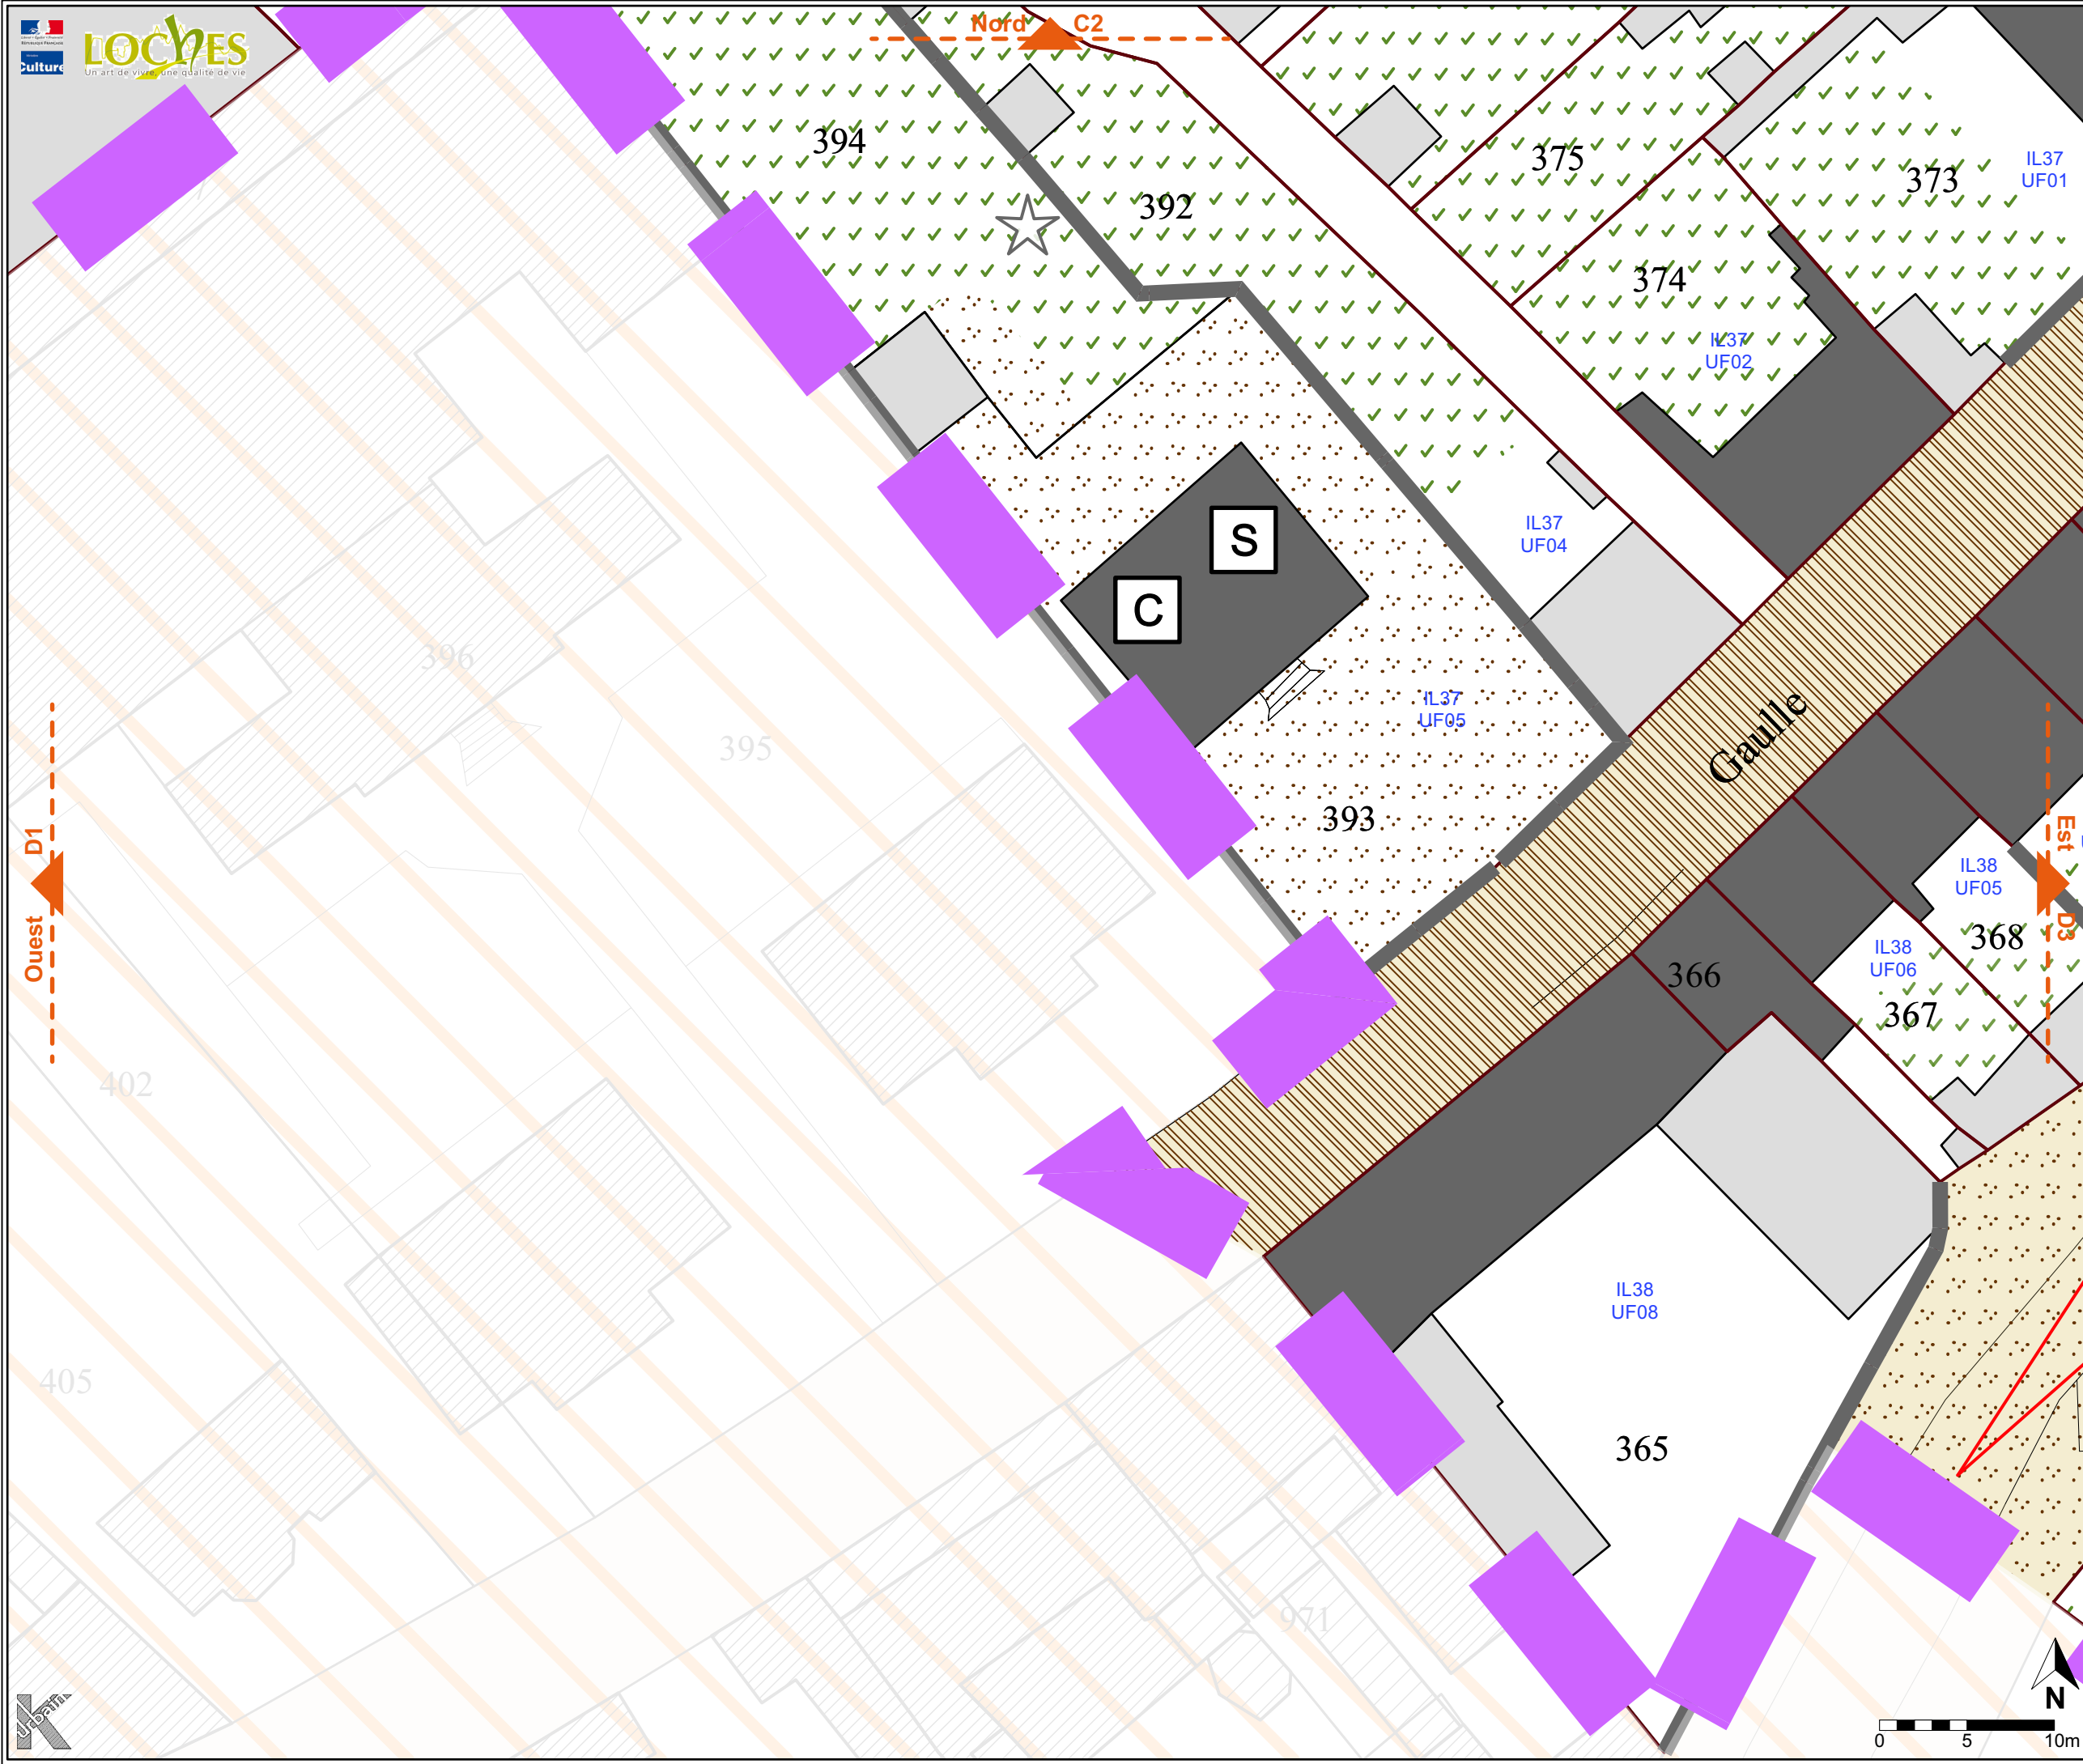 Culture
LOCHES
Un art de vivre, une qualité de vie
Nord C2
394
392
375
373
IL37
UF01
374
IL37
UF02
IL37
UF04
S
C
IL37
UF05
393
Gaulle
396
395
402
405
971
Ouest D1
Est D3
IL38
UF05
368
IL38
UF06
367
366
IL38
UF08
365
K
Urbain
N
0 5 10m